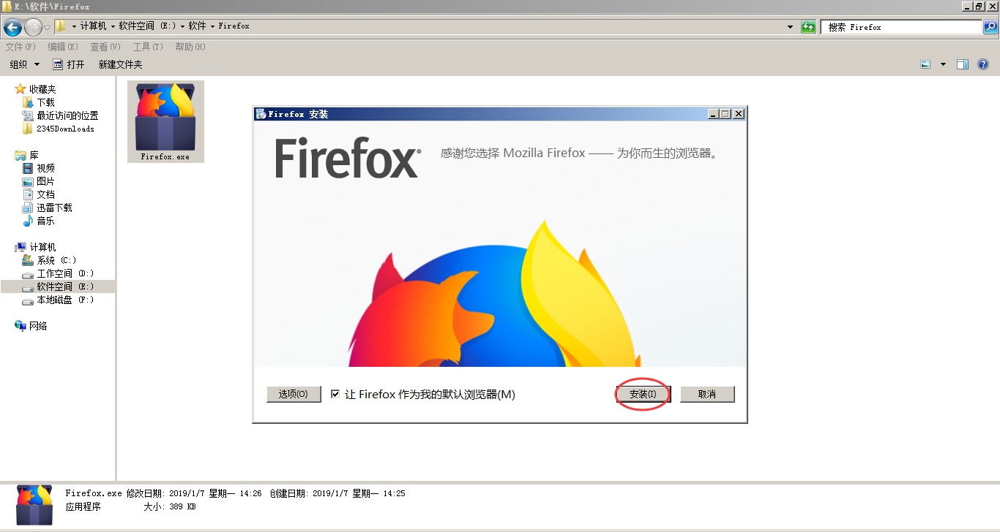 E:\软件\Firefox
计算机 软件空间 (E:) 软件 Firefox
搜索 Firefox
文件(F) 编辑(E) 查看(V) 工具(T) 帮助(H)
组织 打开 新建文件夹
收藏夹
下载
最近访问的位置
2345Downloads
库
视频
图片
文档
迅雷下载
音乐
计算机
系统 (C:)
工作空间 (D:)
软件空间 (E:)
本地磁盘 (F:)
网络
Firefox.exe
Firefox 安装
Firefox®
感谢您选择 Mozilla Firefox —— 为你而生的浏览器。
选项(O)
让 Firefox 作为我的默认浏览器(M)
安装(I)
取消
Firefox.exe 修改日期: 2019/1/7 星期一 14:26 创建日期: 2019/1/7 星期一 14:25
应用程序 大小: 389 KB